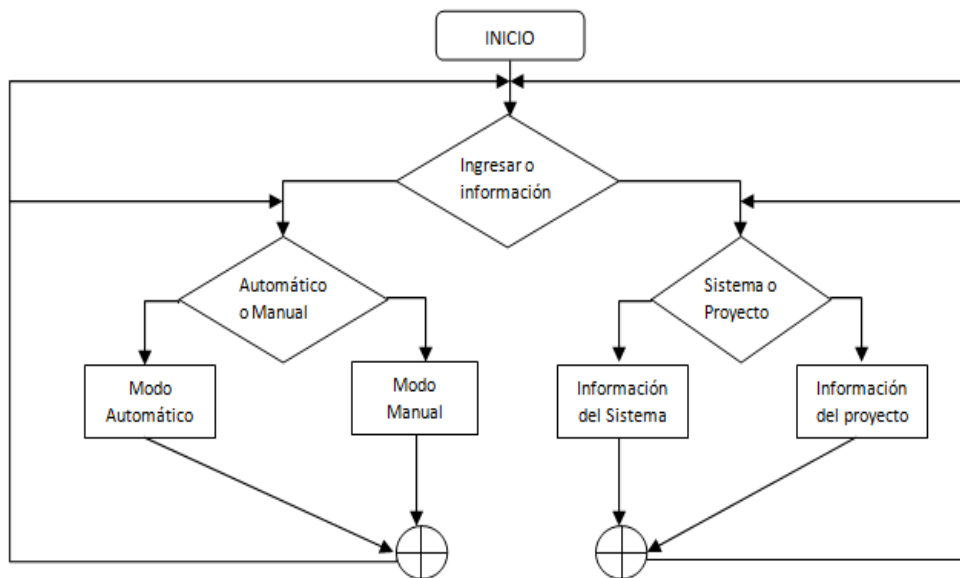 INICIO
Ingresar o
información
Automático
o Manual
Sistema o
Proyecto
Modo
Automático
Modo
Manual
Información
del Sistema
Información
del proyecto